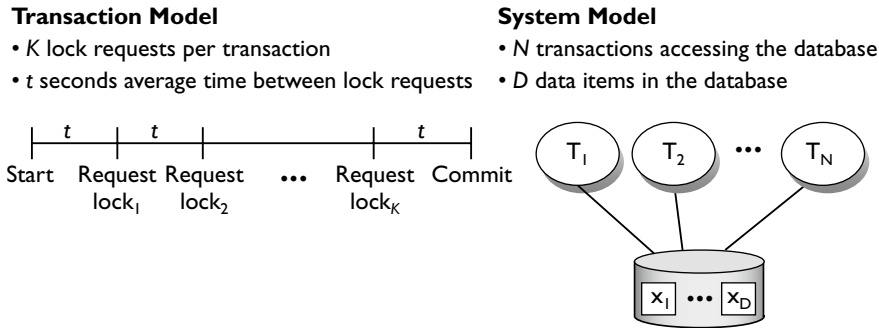 Transaction Model
• K lock requests per transaction
• t seconds average time between lock requests
t t t
Start Request lock₁ Request lock₂ ••• Request lockK Commit
System Model
• N transactions accessing the database
• D data items in the database
T₁ T₂ ••• TN
x₁ ••• xD